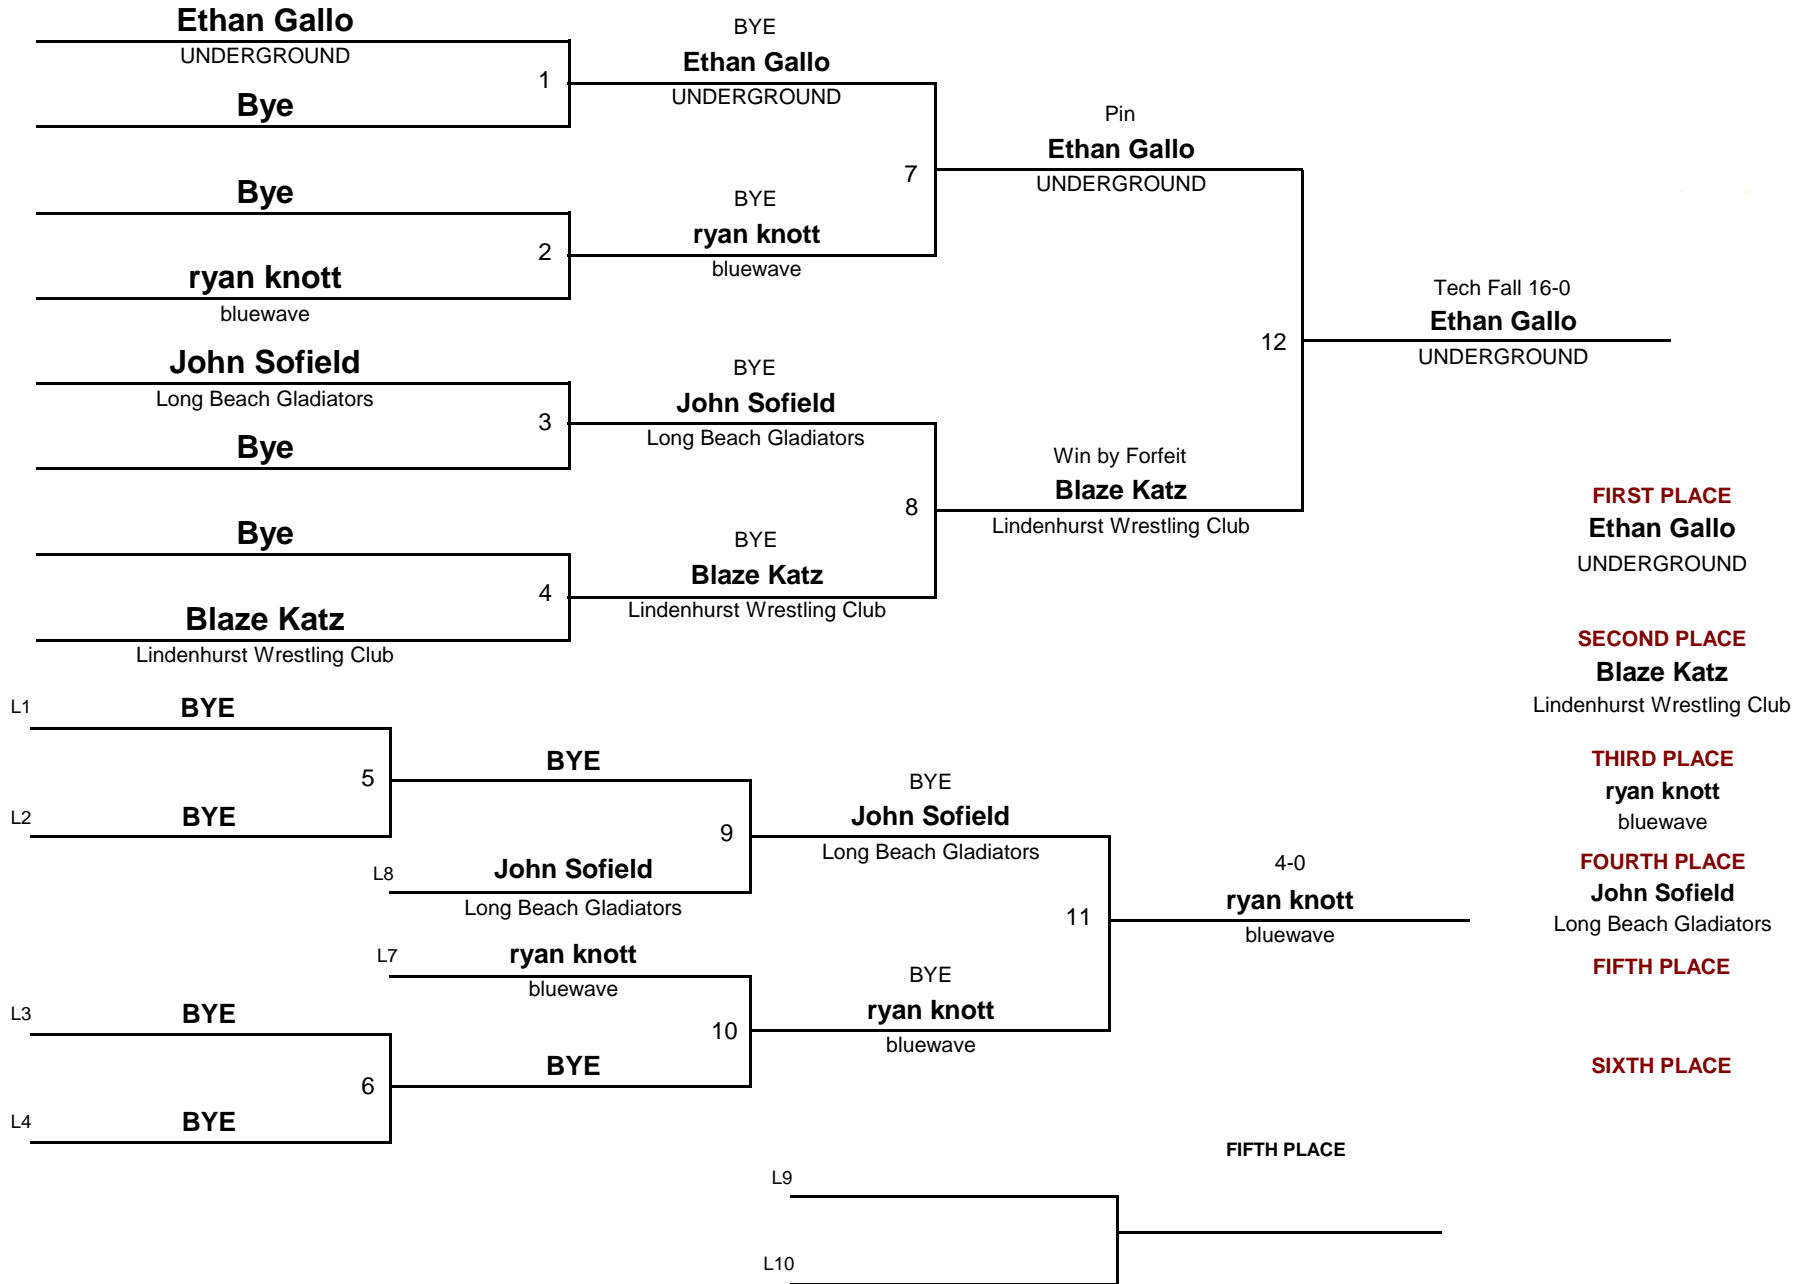 Ethan Gallo
UNDERGROUND
1
Bye
Bye
2
ryan knott
bluewave
John Sofield
Long Beach Gladiators
3
Bye
Bye
4
Blaze Katz
Lindenhurst Wrestling Club
BYE
Ethan Gallo
UNDERGROUND
7
BYE
ryan knott
bluewave
BYE
John Sofield
Long Beach Gladiators
8
BYE
Blaze Katz
Lindenhurst Wrestling Club
Pin
Ethan Gallo
UNDERGROUND
12
Win by Forfeit
Blaze Katz
Lindenhurst Wrestling Club
Tech Fall 16-0
Ethan Gallo
UNDERGROUND
L1 BYE
5
L2 BYE
L3 BYE
6
L4 BYE
BYE
9
L8 John Sofield
Long Beach Gladiators
L7 ryan knott
bluewave
10
BYE
BYE
John Sofield
Long Beach Gladiators
11
BYE
ryan knott
bluewave
4-0
ryan knott
bluewave
FIFTH PLACE
L9
L10
FIRST PLACE
Ethan Gallo
UNDERGROUND
SECOND PLACE
Blaze Katz
Lindenhurst Wrestling Club
THIRD PLACE
ryan knott
bluewave
FOURTH PLACE
John Sofield
Long Beach Gladiators
FIFTH PLACE
SIXTH PLACE